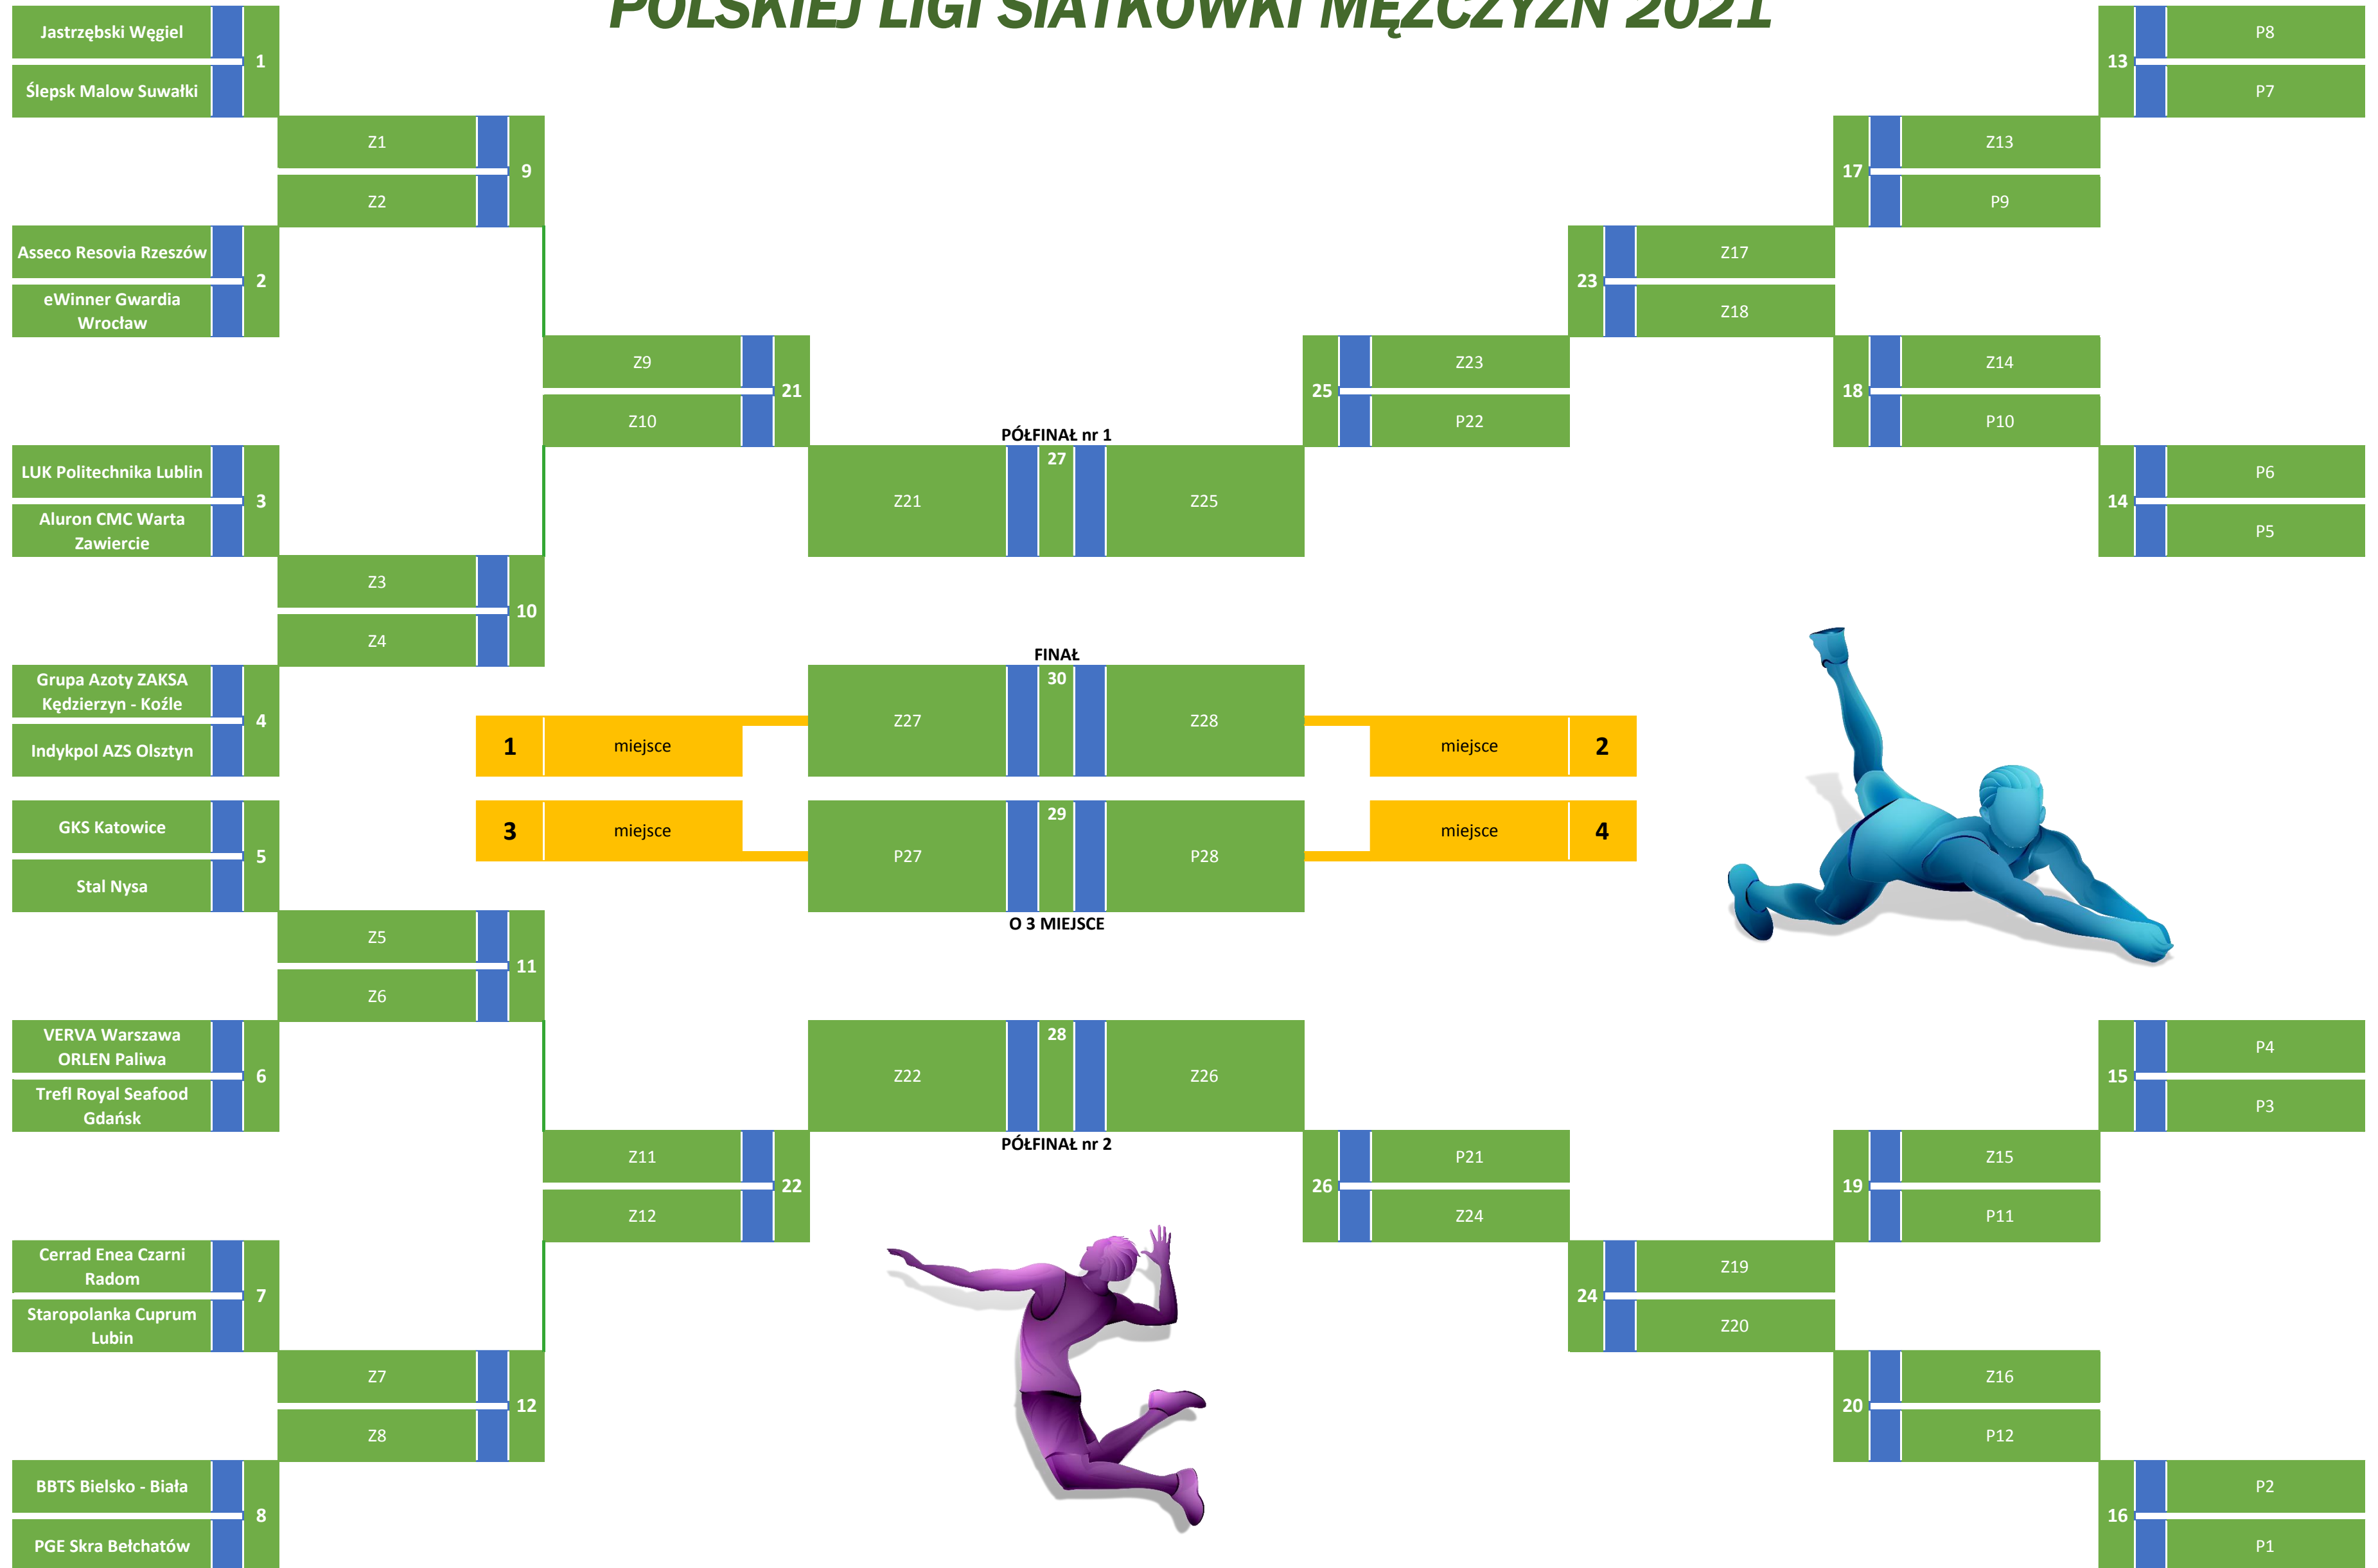 POLSKIEJ LIGI SIATKÓWKI MĘŻCZYZN 2021
Jastrzębski Węgiel
1
Ślepsk Malow Suwałki
Z1
9
Z2
Asseco Resovia Rzeszów
2
eWinner Gwardia
Wrocław
Z9
21
Z10
LUK Politechnika Lublin
3
Aluron CMC Warta
Zawiercie
Z3
10
Z4
Grupa Azoty ZAKSA
Kędzierzyn - Koźle
4
Indykpol AZS Olsztyn
GKS Katowice
5
Stal Nysa
Z5
11
Z6
VERVA Warszawa
ORLEN Paliwa
6
Trefl Royal Seafood
Gdańsk
Z11
22
Z12
Cerrad Enea Czarni
Radom
7
Staropolanka Cuprum
Lubin
Z7
12
Z8
BBTS Bielsko - Biała
8
PGE Skra Bełchatów
PÓŁFINAŁ nr 1
27
Z21
Z25
FINAŁ
30
Z27
Z28
1
miejsce
miejsce
2
3
miejsce
miejsce
4
29
P27
P28
O 3 MIEJSCE
28
Z22
Z26
PÓŁFINAŁ nr 2
P8
13
P7
Z13
17
P9
Z17
23
Z18
Z23
25
P22
Z14
18
P10
P6
14
P5
P4
15
P3
Z15
19
P11
P21
26
Z24
Z19
24
Z20
Z16
20
P12
P2
16
P1